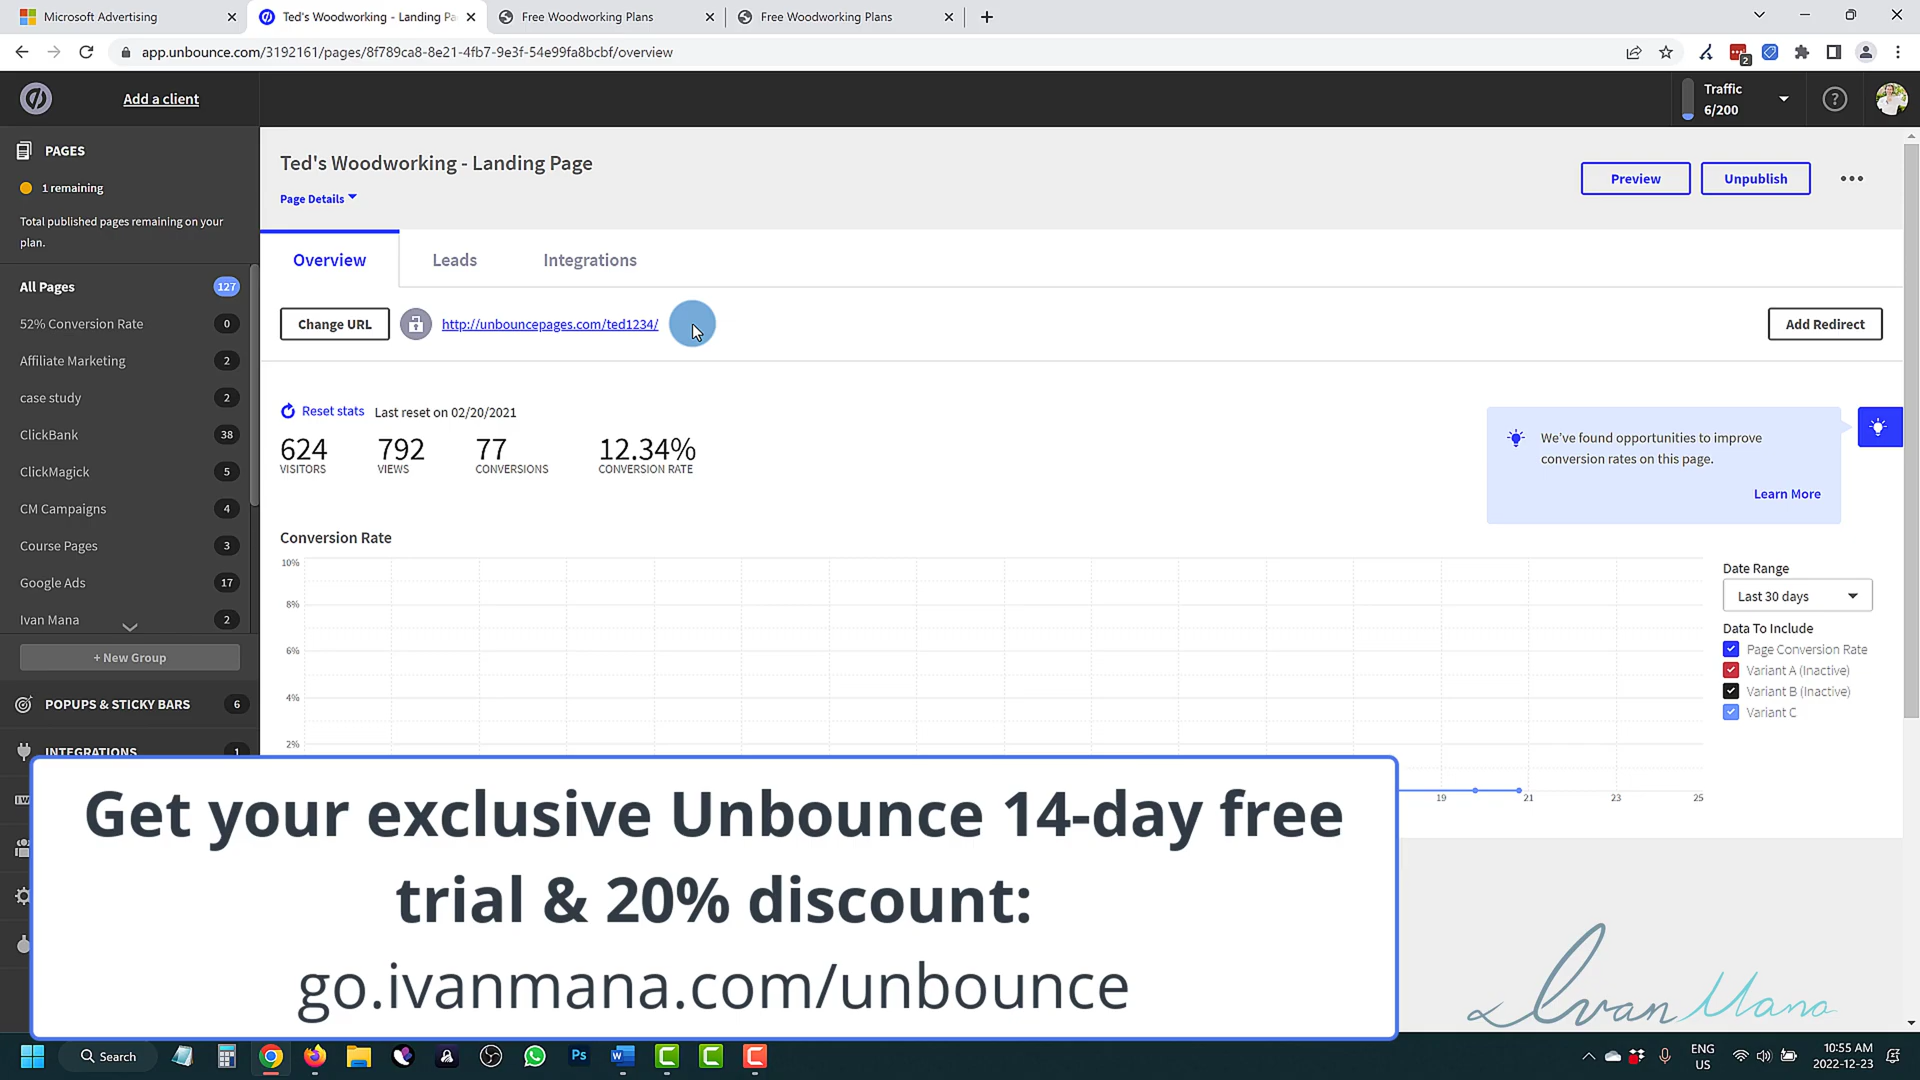 Microsoft Advertising
Ted's Woodworking - Landing Pa
Free Woodworking Plans
Free Woodworking Plans
app.unbounce.com/3192161/pages/8f789ca8-8e21-4fb7-9e3f-54e99fa8bcbf/overview
2
Add a client
Traffic
6/200
PAGES
1 remaining
Total published pages remaining on your
plan.
All Pages 127
52% Conversion Rate 0
Affiliate Marketing 2
case study 2
ClickBank 38
ClickMagick 5
CM Campaigns 4
Course Pages 3
Google Ads 17
Ivan Mana 2
+ New Group
POPUPS & STICKY BARS 6
INTEGRATIONS 1
Ted's Woodworking - Landing Page
Page Details
Preview
Unpublish
Overview
Leads
Integrations
Change URL
http://unbouncepages.com/ted1234/
Add Redirect
Reset stats Last reset on 02/20/2021
624 792 77 12.34%
VISITORS VIEWS CONVERSIONS CONVERSION RATE
We've found opportunities to improve
conversion rates on this page.
Learn More
Conversion Rate
10%
8%
6%
4%
2%
19 21 23 25
Date Range
Last 30 days
Data To Include
Page Conversion Rate
Variant A (Inactive)
Variant B (Inactive)
Variant C
Get your exclusive Unbounce 14-day free
trial & 20% discount:
go.ivanmana.com/unbounce
Ivan Mana
Search
Ps
ENG
US
10:55 AM
2022-12-23